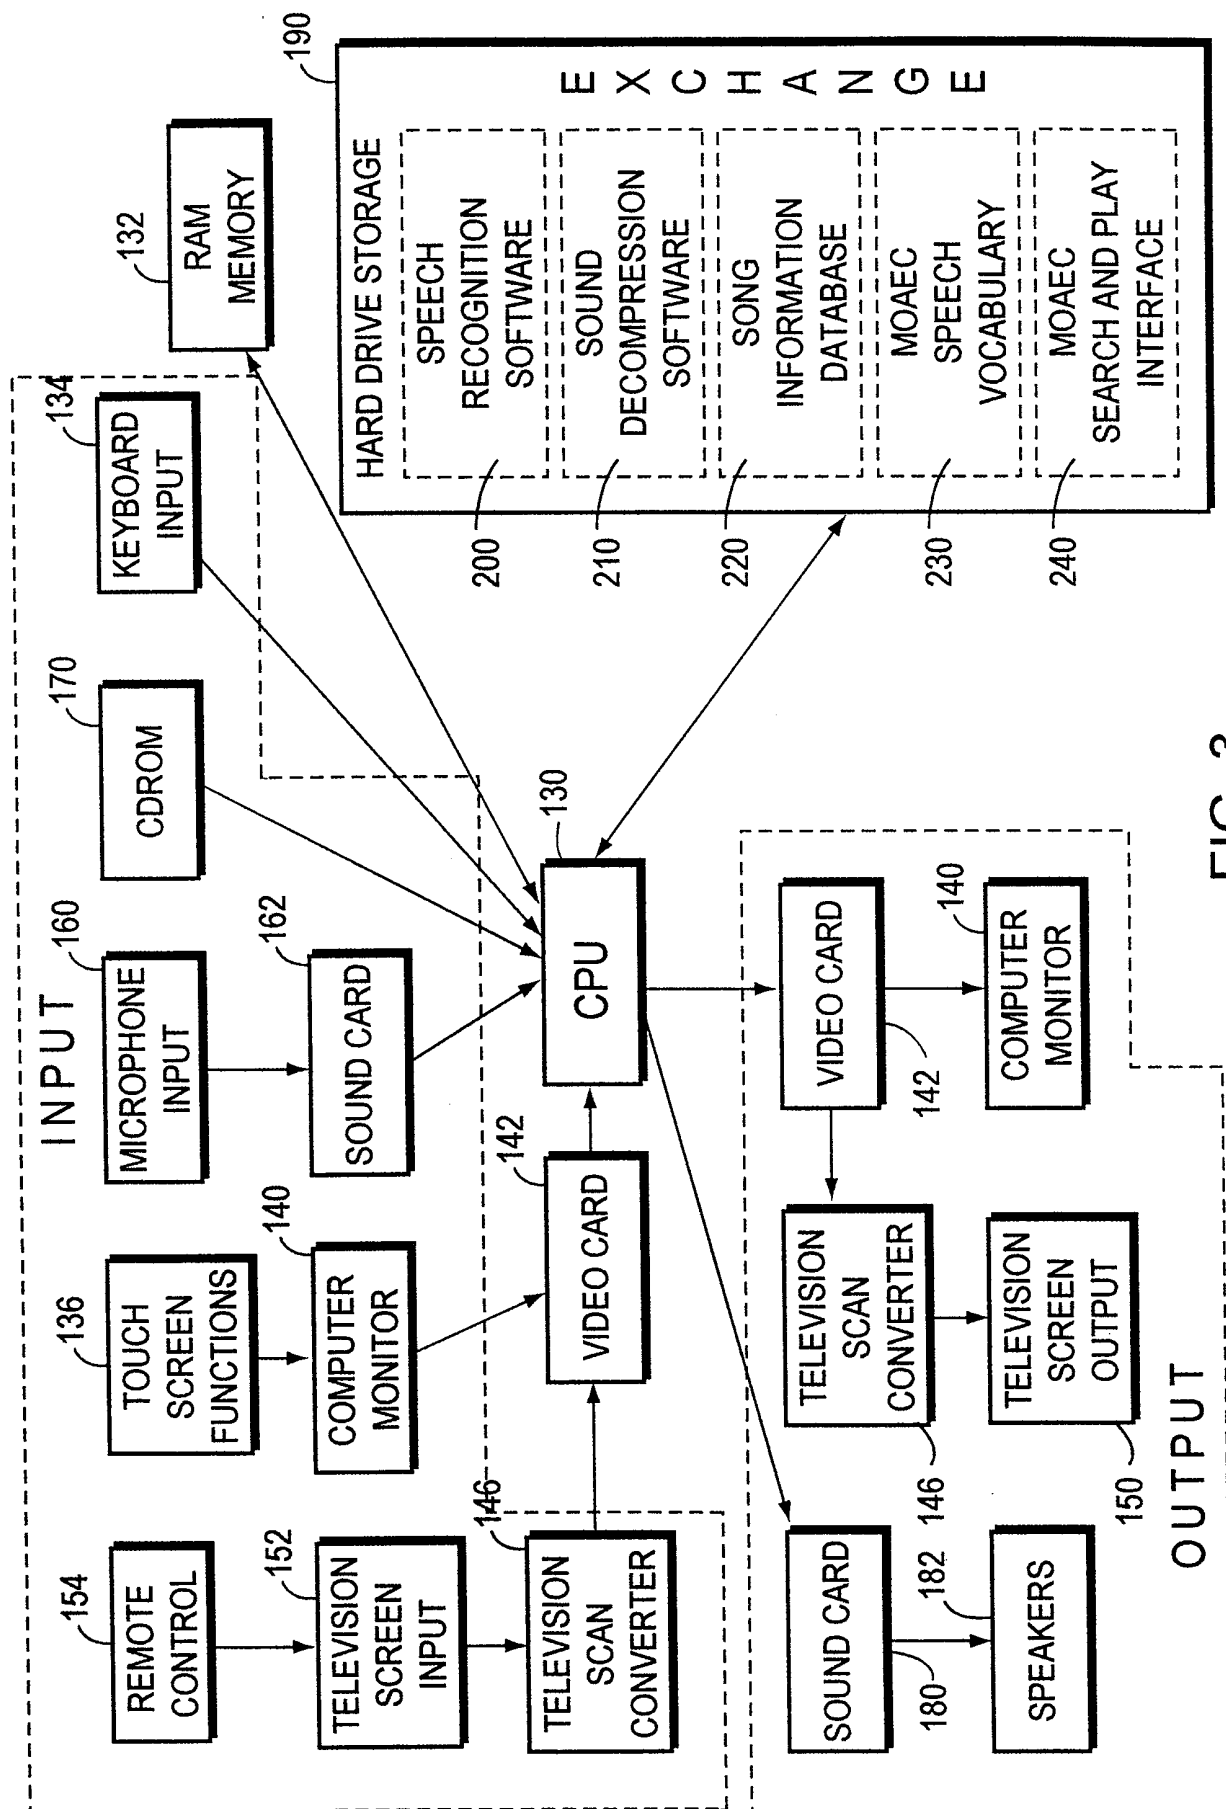 INPUT
154
REMOTE
CONTROL
136
TOUCH
SCREEN
FUNCTIONS
160
MICROPHONE
INPUT
170
CDROM
134
KEYBOARD
INPUT
132
RAM
MEMORY
152
TELEVISION
SCREEN
INPUT
140
COMPUTER
MONITOR
162
SOUND CARD
146
TELEVISION
SCAN
CONVERTER
142
VIDEO CARD
130
CPU
190
HARD DRIVE STORAGE
200
SPEECH
RECOGNITION
SOFTWARE
210
SOUND
DECOMPRESSION
SOFTWARE
220
SONG
INFORMATION
DATABASE
230
MOAEC
SPEECH
VOCABULARY
240
MOAEC
SEARCH AND PLAY
INTERFACE
EXCHANGE
SOUND CARD
180
182
SPEAKERS
TELEVISION
SCAN
CONVERTER
146
TELEVISION
SCREEN
OUTPUT
150
VIDEO CARD
142
140
COMPUTER
MONITOR
OUTPUT
FIG. 3